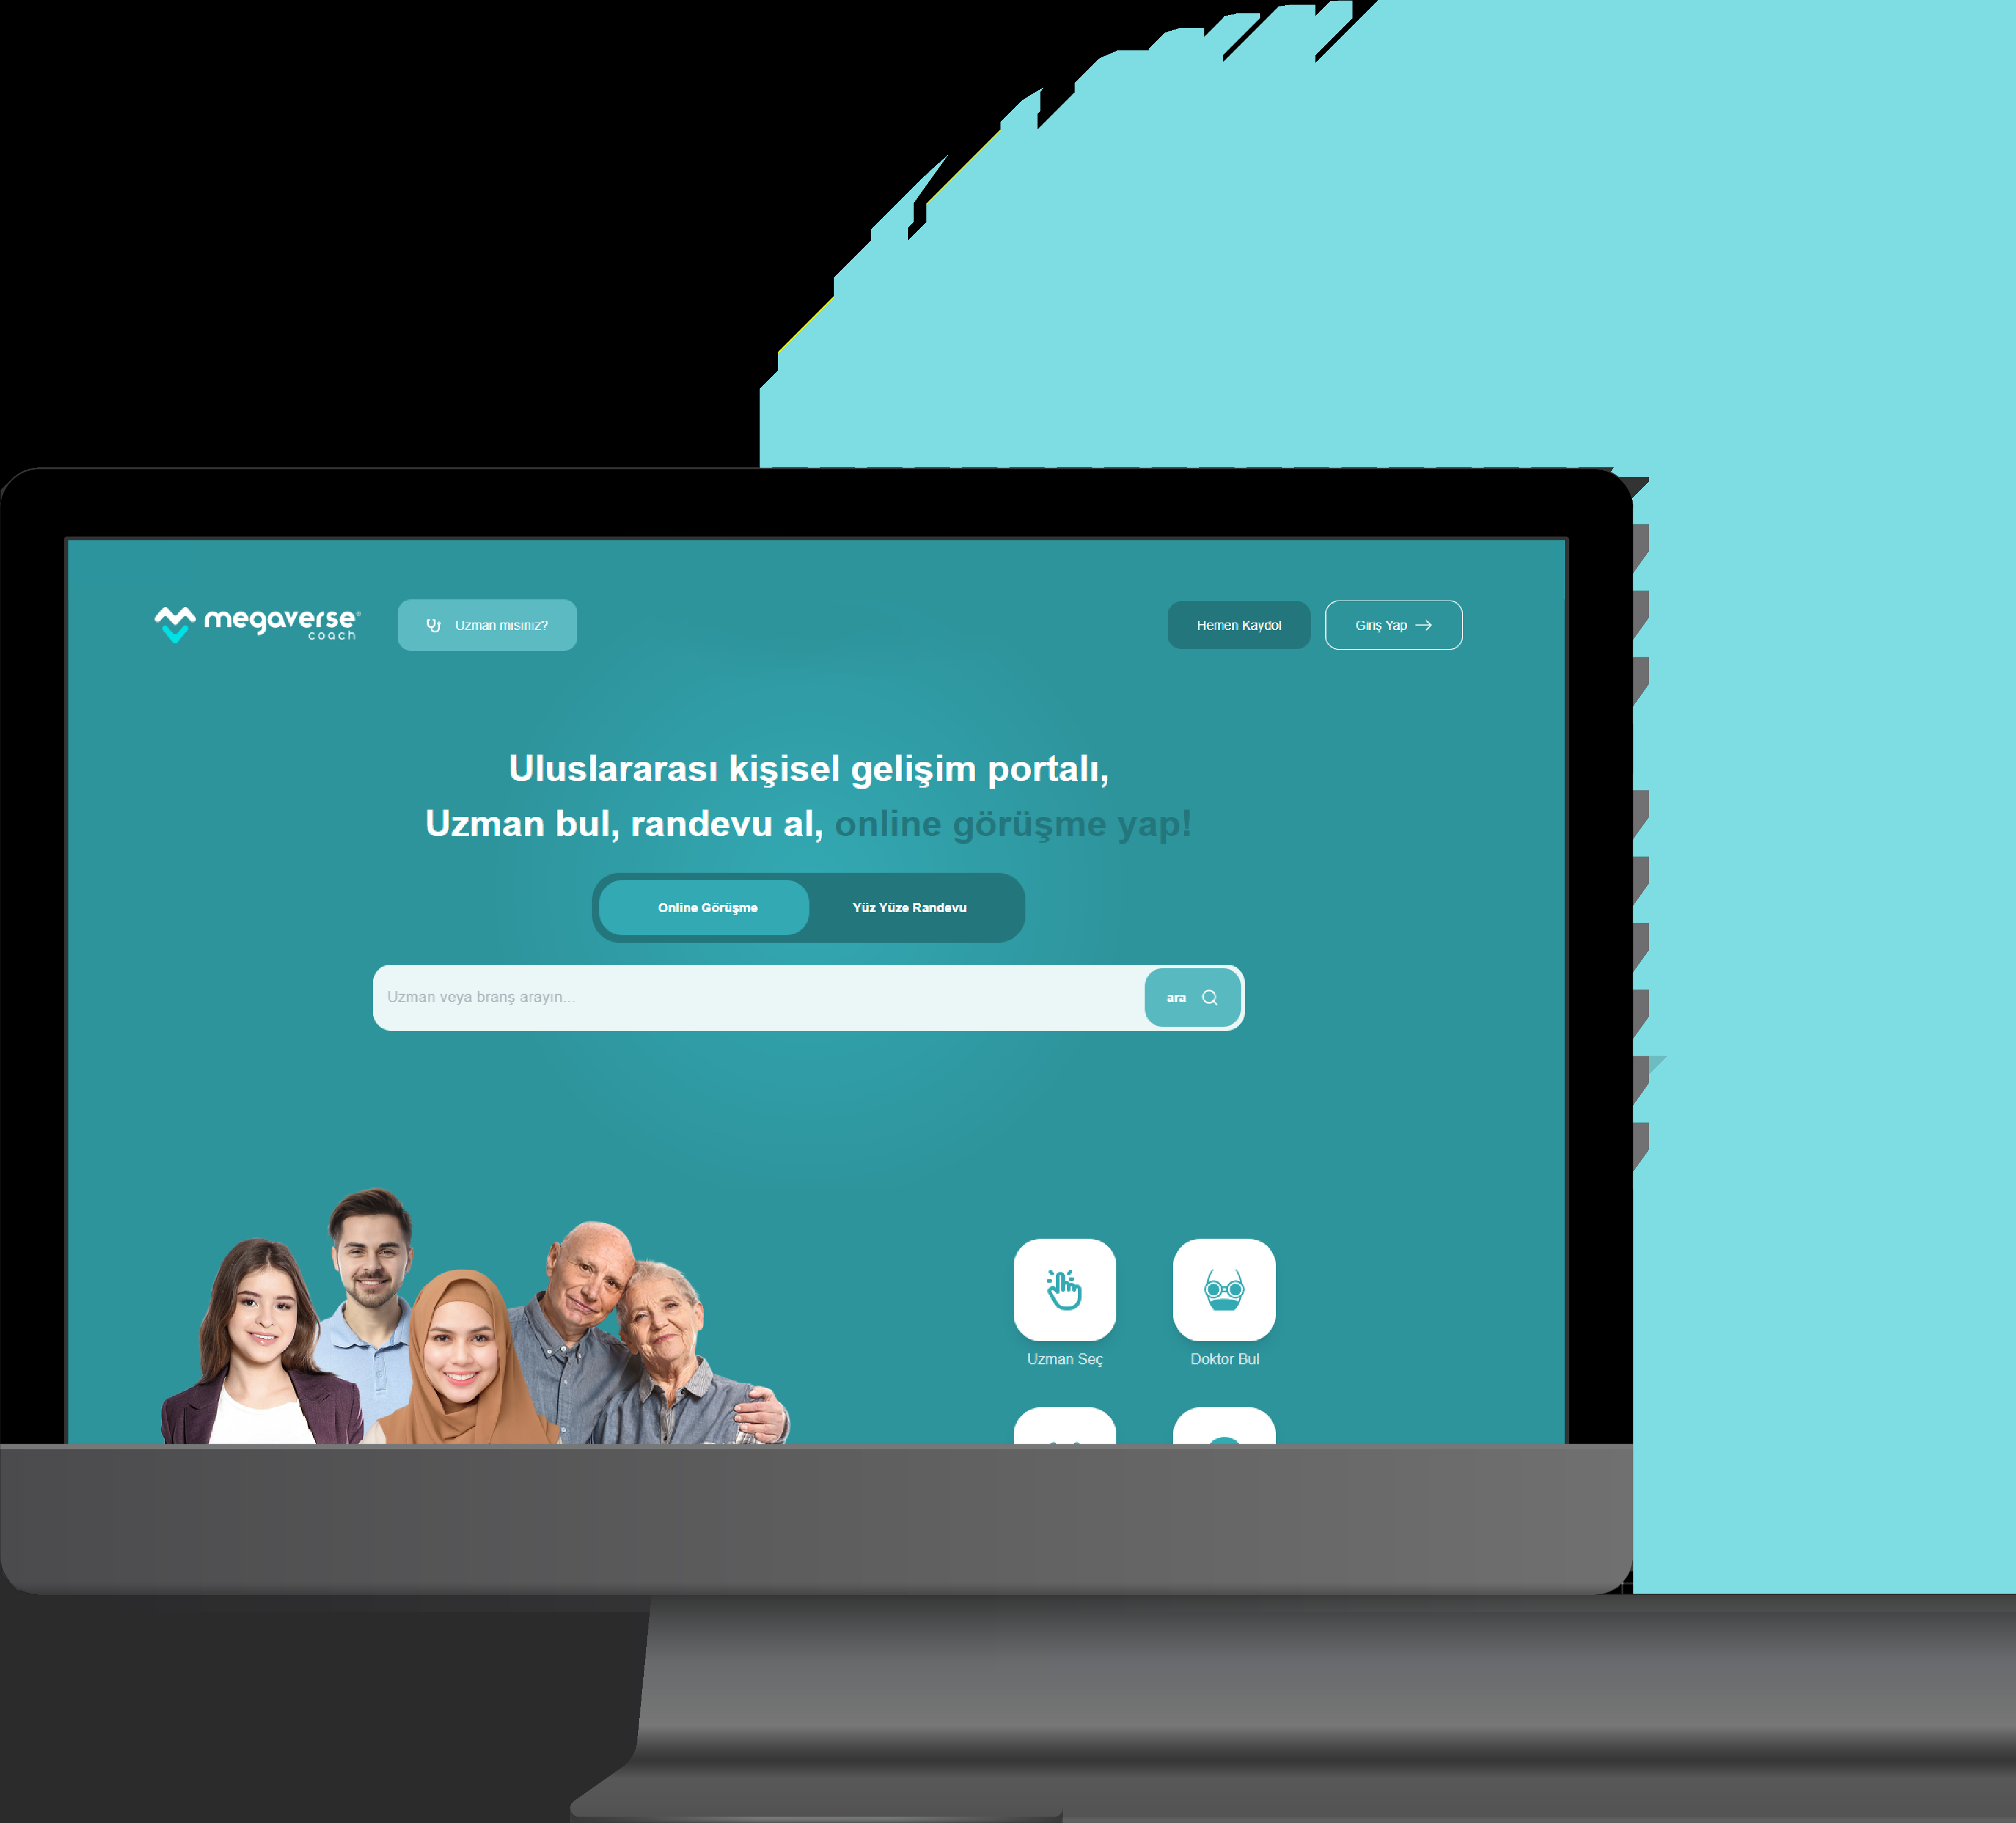 megaverse®
coach
Uzman mısınız?
Hemen Kaydol
Giriş Yap
Uluslararası kişisel gelişim portalı,
Uzman bul, randevu al, online görüşme yap!
Online Görüşme
Yüz Yüze Randevu
Uzman veya branş arayın...
ara
Uzman Seç
Doktor Bul